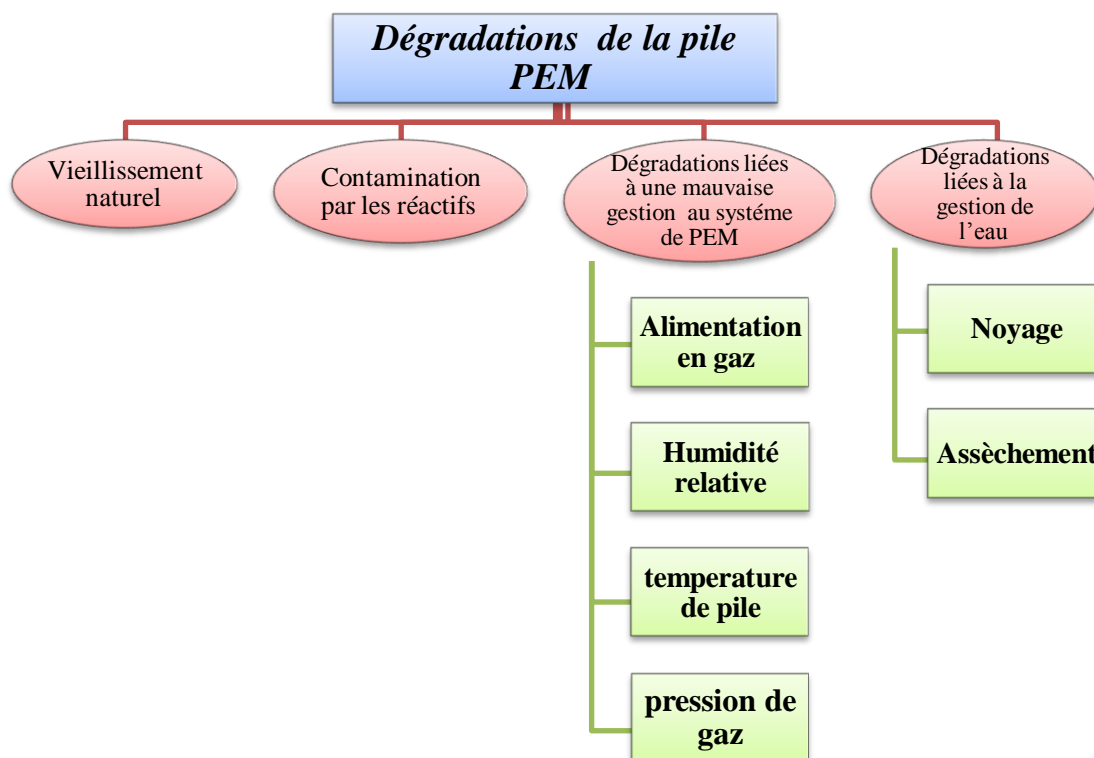 Dégradations de la pile
PEM
Vieillissement
naturel
Contamination
par les réactifs
Dégradations liées
à une mauvaise
gestion au systéme
de PEM
Dégradations
liées à la
gestion de
l’eau
Alimentation
en gaz
Humidité
relative
temperature
de pile
pression de
gaz
Noyage
Assèchement